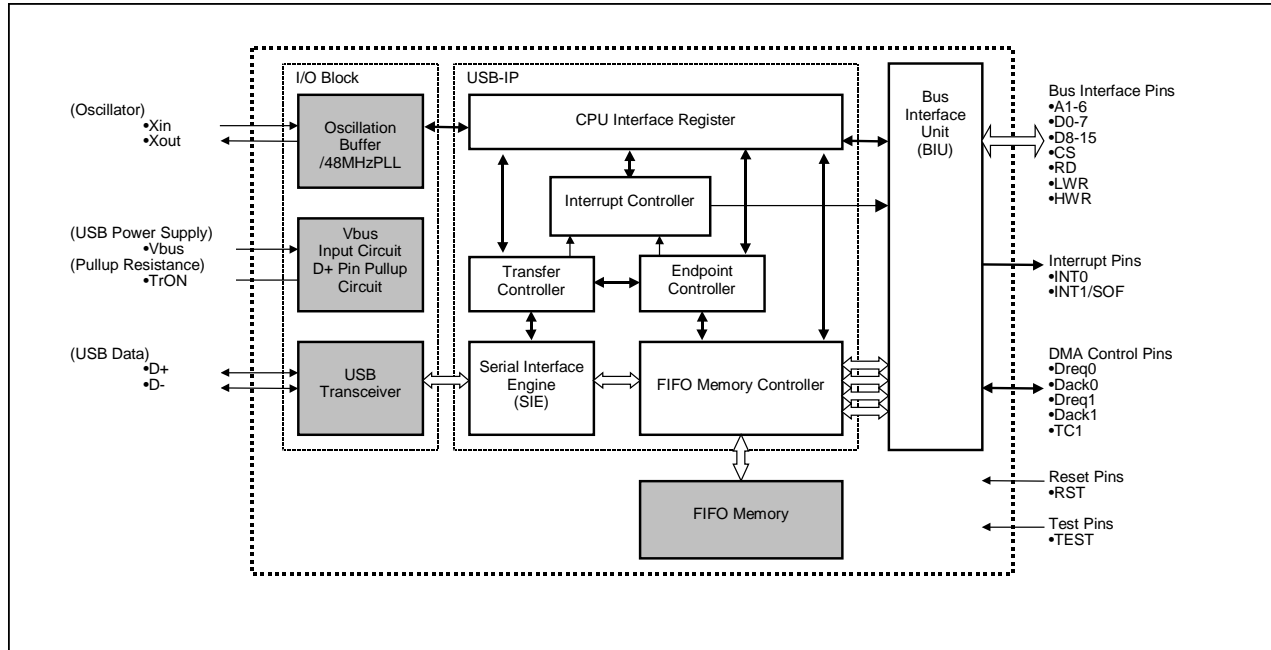 I/O Block
USB-IP
(Oscillator)
•Xin
•Xout
Oscillation
Buffer
/48MHzPLL
CPU Interface Register
Bus
Interface
Unit
(BIU)
Bus Interface Pins
•A1-6
•D0-7
•D8-15
•CS
•RD
•LWR
•HWR
Interrupt Controller
(USB Power Supply)
•Vbus
(Pullup Resistance)
•TrON
Vbus
Input Circuit
D+ Pin Pullup
Circuit
Transfer
Controller
Endpoint
Controller
Interrupt Pins
•INT0
•INT1/SOF
(USB Data)
•D+
•D-
USB
Transceiver
Serial Interface
Engine
(SIE)
FIFO Memory Controller
DMA Control Pins
•Dreq0
•Dack0
•Dreq1
•Dack1
•TC1
FIFO Memory
Reset Pins
•RST
Test Pins
•TEST